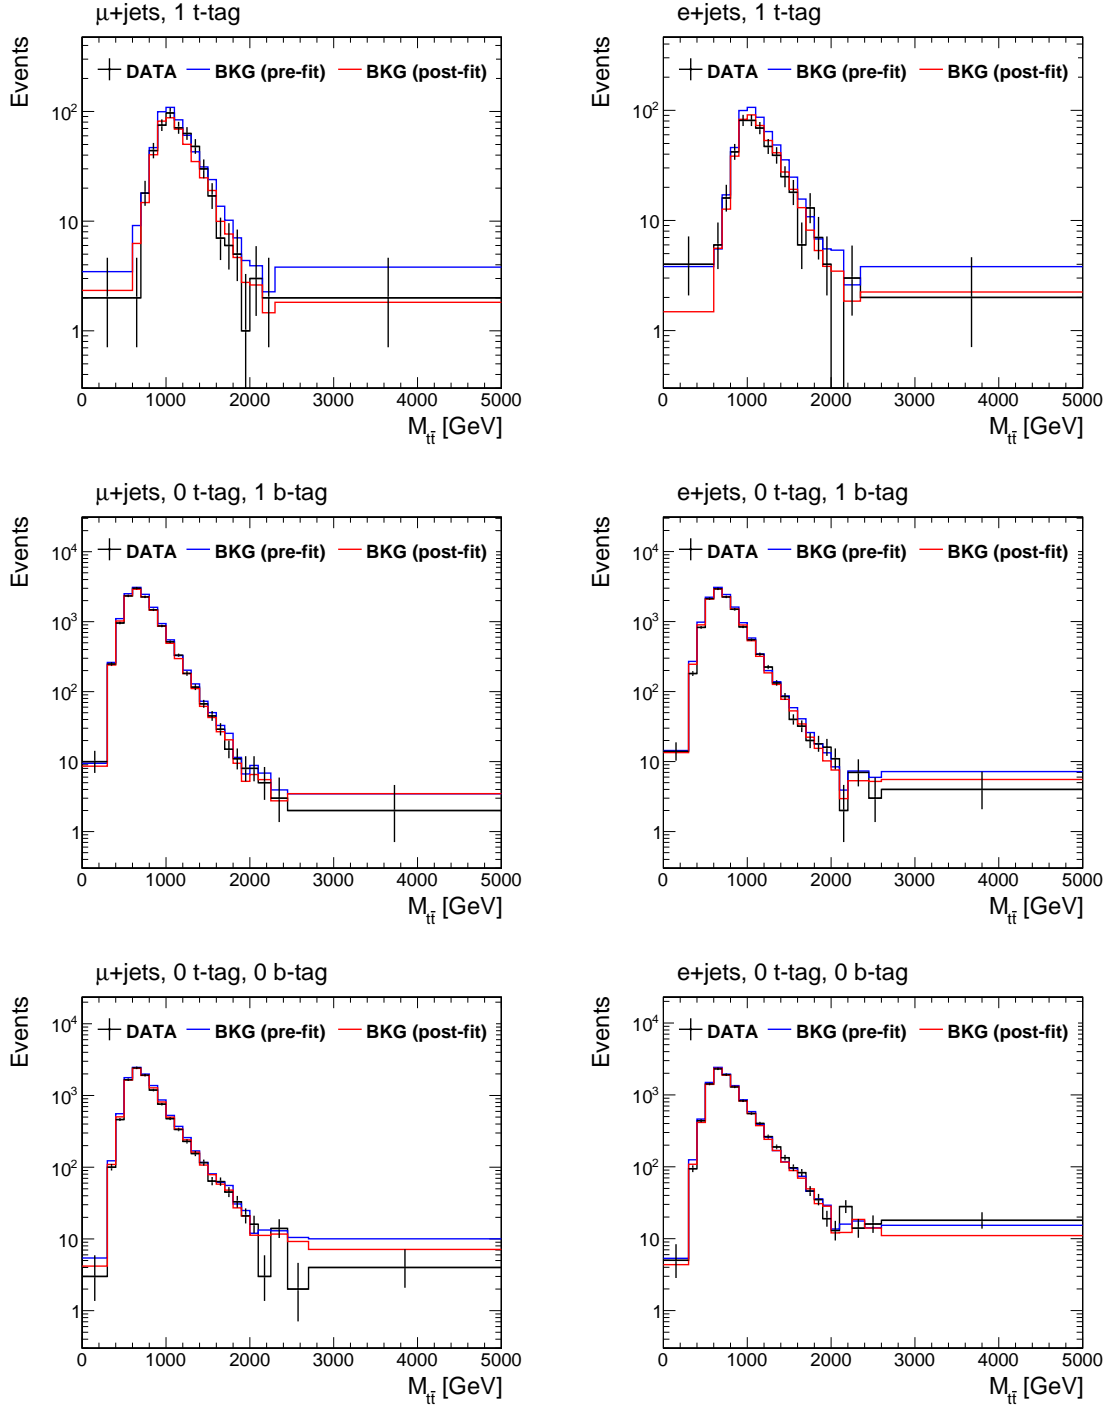 μ+jets, 1 t-tag
Events
DATA BKG (pre-fit) BKG (post-fit)
10²
10
1
0 1000 2000 3000 4000 5000
M_tt̄ [GeV]
e+jets, 1 t-tag
Events
DATA BKG (pre-fit) BKG (post-fit)
10²
10
1
0 1000 2000 3000 4000 5000
M_tt̄ [GeV]
μ+jets, 0 t-tag, 1 b-tag
Events
DATA BKG (pre-fit) BKG (post-fit)
10⁴
10³
10²
10
1
0 1000 2000 3000 4000 5000
M_tt̄ [GeV]
e+jets, 0 t-tag, 1 b-tag
Events
DATA BKG (pre-fit) BKG (post-fit)
10⁴
10³
10²
10
1
0 1000 2000 3000 4000 5000
M_tt̄ [GeV]
μ+jets, 0 t-tag, 0 b-tag
Events
DATA BKG (pre-fit) BKG (post-fit)
10⁴
10³
10²
10
1
0 1000 2000 3000 4000 5000
M_tt̄ [GeV]
e+jets, 0 t-tag, 0 b-tag
Events
DATA BKG (pre-fit) BKG (post-fit)
10⁴
10³
10²
10
1
0 1000 2000 3000 4000 5000
M_tt̄ [GeV]